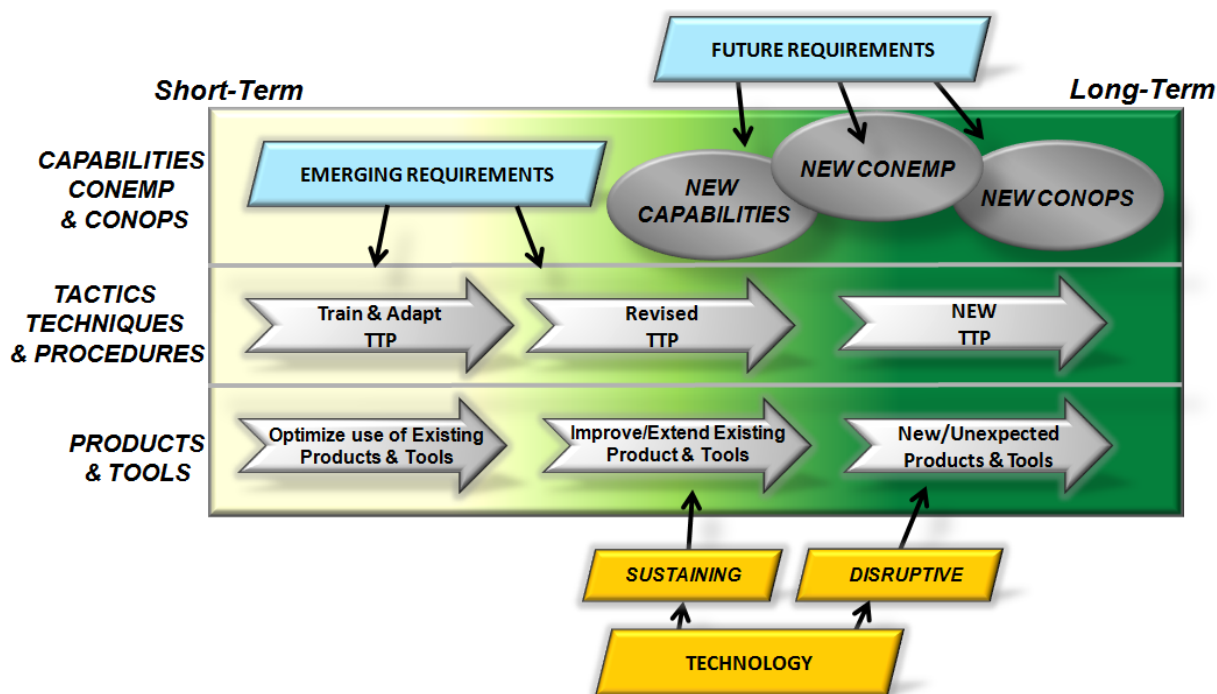 FUTURE REQUIREMENTS
Short-Term
Long-Term
CAPABILITIES
CONEMP
& CONOPS
EMERGING REQUIREMENTS
NEW
CAPABILITIES
NEW CONEMP
NEW CONOPS
TACTICS
TECHNIQUES
& PROCEDURES
Train & Adapt
TTP
Revised
TTP
NEW
TTP
PRODUCTS
& TOOLS
Optimize use of Existing
Products & Tools
Improve/Extend Existing
Product & Tools
New/Unexpected
Products & Tools
SUSTAINING
DISRUPTIVE
TECHNOLOGY